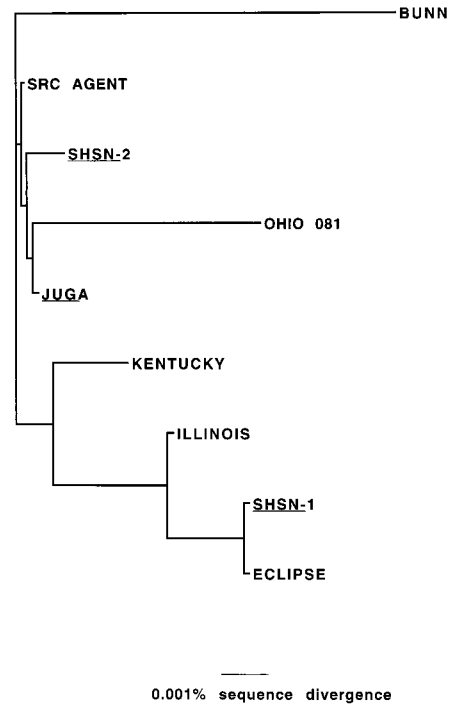 BUNN
SRC AGENT
SHSN-2
OHIO 081
JUGA
KENTUCKY
ILLINOIS
SHSN-1
ECLIPSE
0.001% sequence divergence